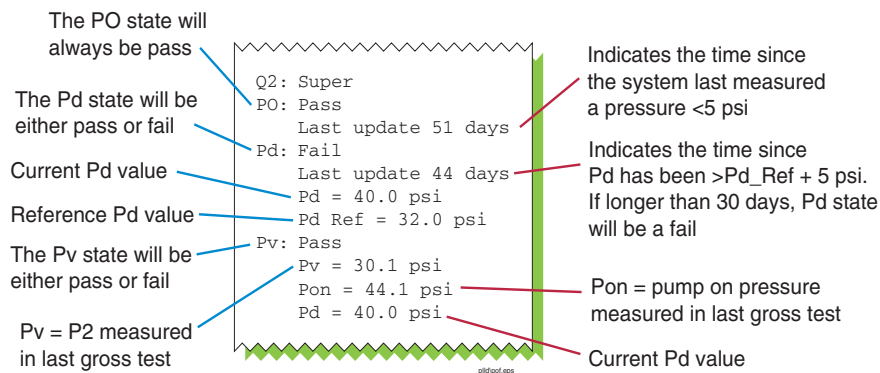 The PO state will
always be pass
The Pd state will be
either pass or fail
Current Pd value
Reference Pd value
The Pv state will be
either pass or fail
Pv = P2 measured
in last gross test
Q2: Super
PO: Pass
Last update 51 days
Pd: Fail
Last update 44 days
Pd = 40.0 psi
Pd Ref = 32.0 psi
Pv: Pass
Pv = 30.1 psi
Pon = 44.1 psi
Pd = 40.0 psi
plld\pof.eps
Indicates the time since
the system last measured
a pressure <5 psi
Indicates the time since
Pd has been >Pd_Ref + 5 psi.
If longer than 30 days, Pd state
will be a fail
Pon = pump on pressure
measured in last gross test
Current Pd value